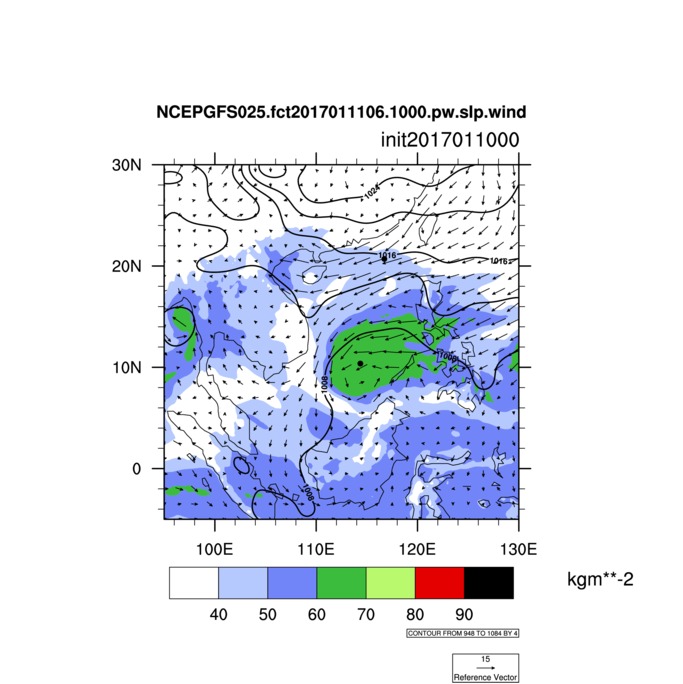 NCEPGFS025.fct2017011106.1000.pw.slp.wind
init2017011000
30N
1024
1016
1016
20N
10N
1008
1008
0
1008
100E 110E 120E 130E
kgm**-2
40 50 60 70 80 90
CONTOUR FROM 948 TO 1084 BY 4
15
Reference Vector